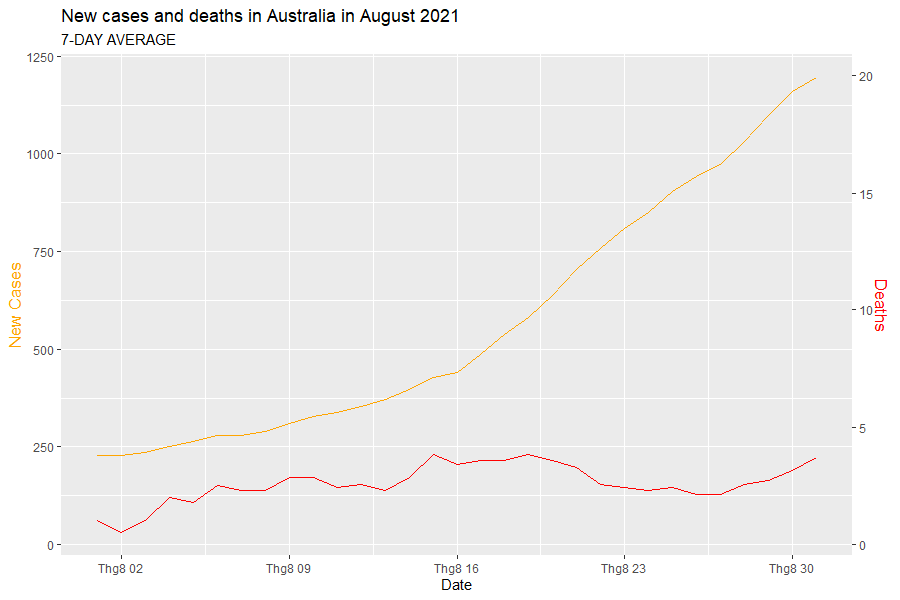 New cases and deaths in Australia in August 2021
7-DAY AVERAGE
1250
1000
750
500
250
0
New Cases
20
15
10
5
0
Deaths
Thg8 02
Thg8 09
Thg8 16
Thg8 23
Thg8 30
Date